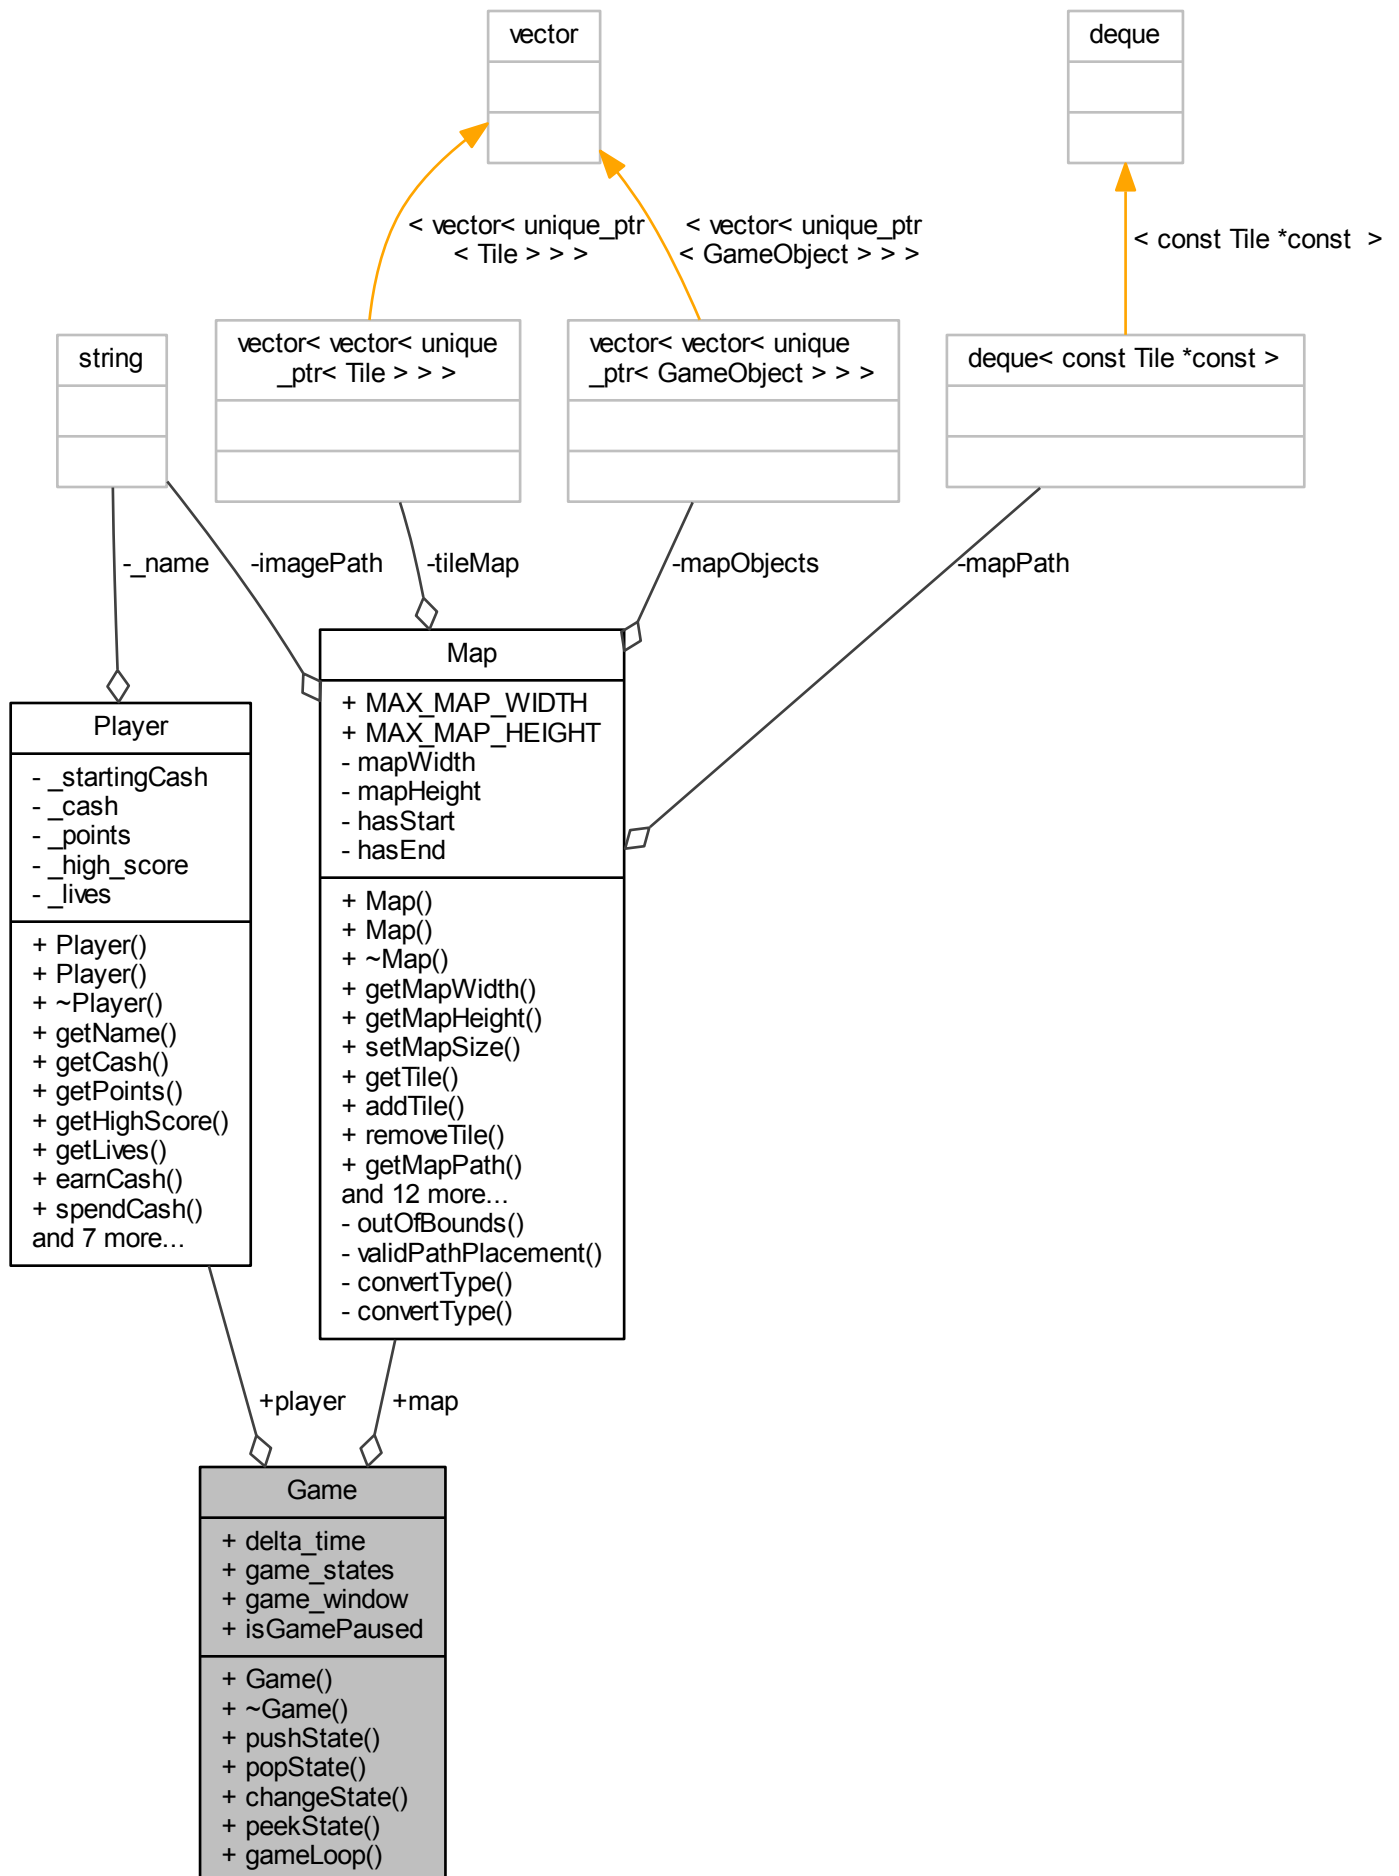 vector
deque
< vector< unique_ptr
< Tile > > >
< vector< unique_ptr
< GameObject > > >
< const Tile *const  >
string
vector< vector< unique
_ptr< Tile > > >
vector< vector< unique
_ptr< GameObject > > >
deque< const Tile *const >
-_name
-imagePath
-tileMap
-mapObjects
-mapPath
Player
- _startingCash
- _cash
- _points
- _high_score
- _lives
+ Player()
+ Player()
+ ~Player()
+ getName()
+ getCash()
+ getPoints()
+ getHighScore()
+ getLives()
+ earnCash()
+ spendCash()
and 7 more...
Map
+ MAX_MAP_WIDTH
+ MAX_MAP_HEIGHT
- mapWidth
- mapHeight
- hasStart
- hasEnd
+ Map()
+ Map()
+ ~Map()
+ getMapWidth()
+ getMapHeight()
+ setMapSize()
+ getTile()
+ addTile()
+ removeTile()
+ getMapPath()
and 12 more...
- outOfBounds()
- validPathPlacement()
- convertType()
- convertType()
+player
+map
Game
+ delta_time
+ game_states
+ game_window
+ isGamePaused
+ Game()
+ ~Game()
+ pushState()
+ popState()
+ changeState()
+ peekState()
+ gameLoop()